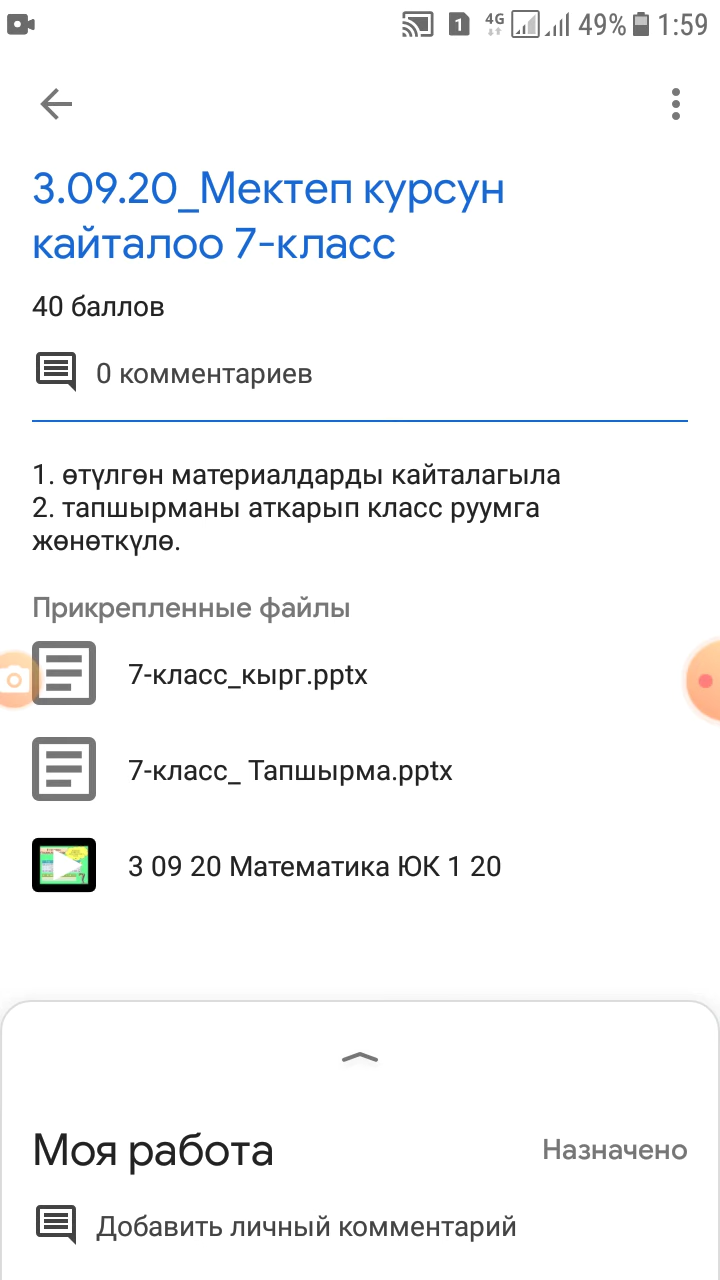 1 4G 49% 1:59
3.09.20_Мектеп курсун
кайталоо 7-класс
40 баллов
0 комментариев
1. өтүлгөн материалдарды кайталагыла
2. тапшырманы аткарып класс руумга
жөнөткүлө.
Прикрепленные файлы
7-класс_кырг.pptx
7-класс_ Тапшырма.pptx
3 09 20 Математика ЮК 1 20
Моя работа Назначено
Добавить личный комментарий